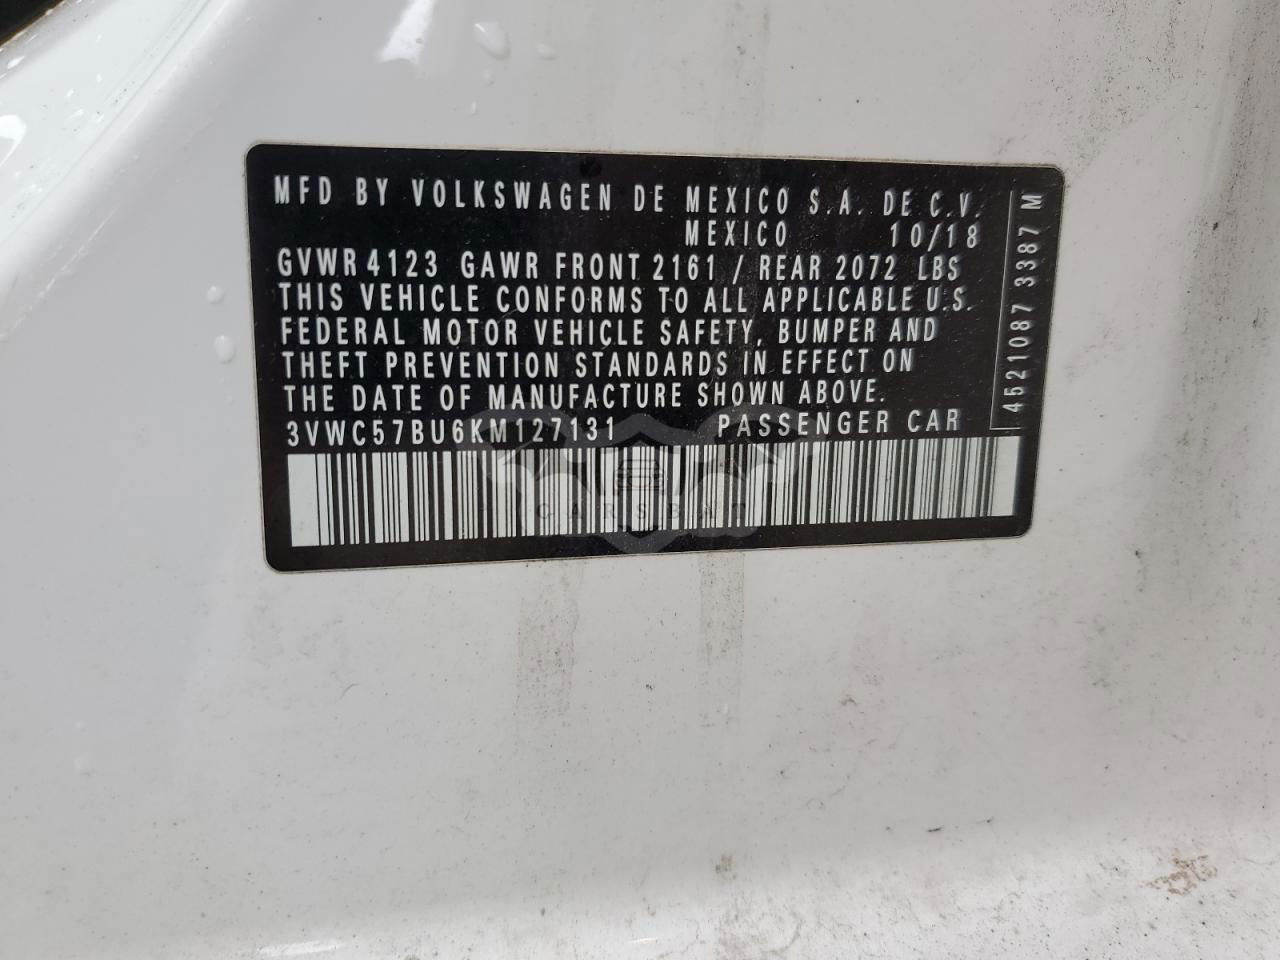 MFD BY VOLKSWAGEN DE MEXICO S.A. DE C.V.
MEXICO 10/18
GVWR 4123 GAWR FRONT 2161 / REAR 2072 LBS
THIS VEHICLE CONFORMS TO ALL APPLICABLE U.S.
FEDERAL MOTOR VEHICLE SAFETY, BUMPER AND
THEFT PREVENTION STANDARDS IN EFFECT ON
THE DATE OF MANUFACTURE SHOWN ABOVE.
3VWC57BU6KM127131 PASSENGER CAR
4521087 3387 M
CARSBAQ